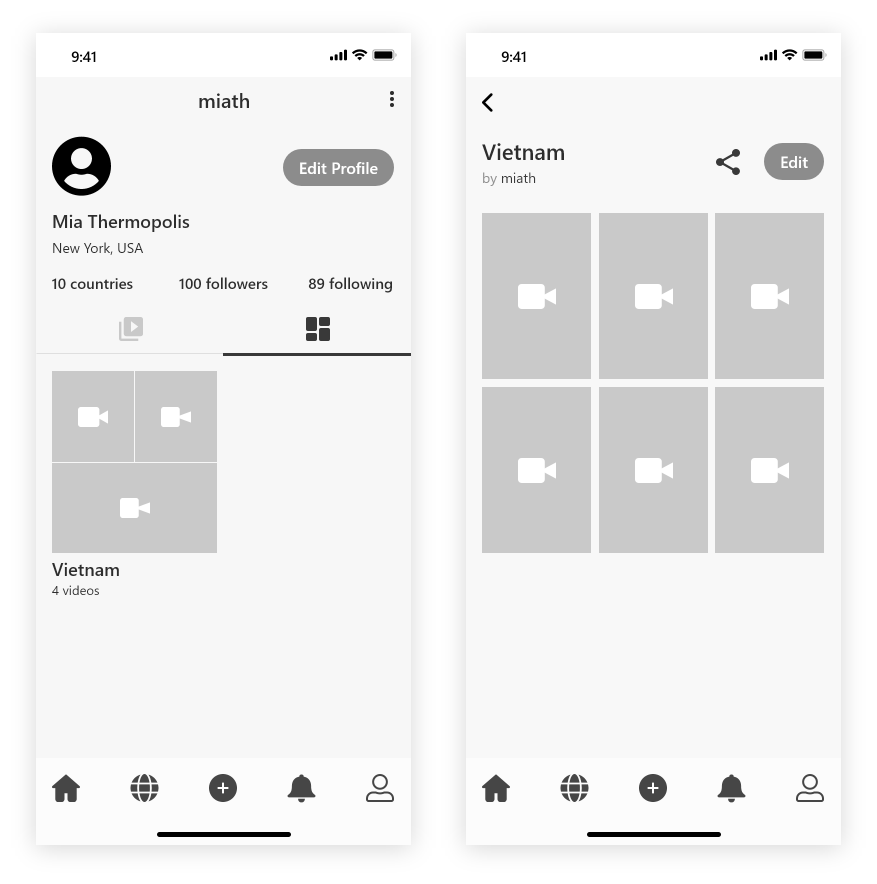 9:41
miath
Edit Profile
Mia Thermopolis
New York, USA
10 countries 100 followers 89 following
Vietnam
4 videos
9:41
Vietnam
by miath
Edit